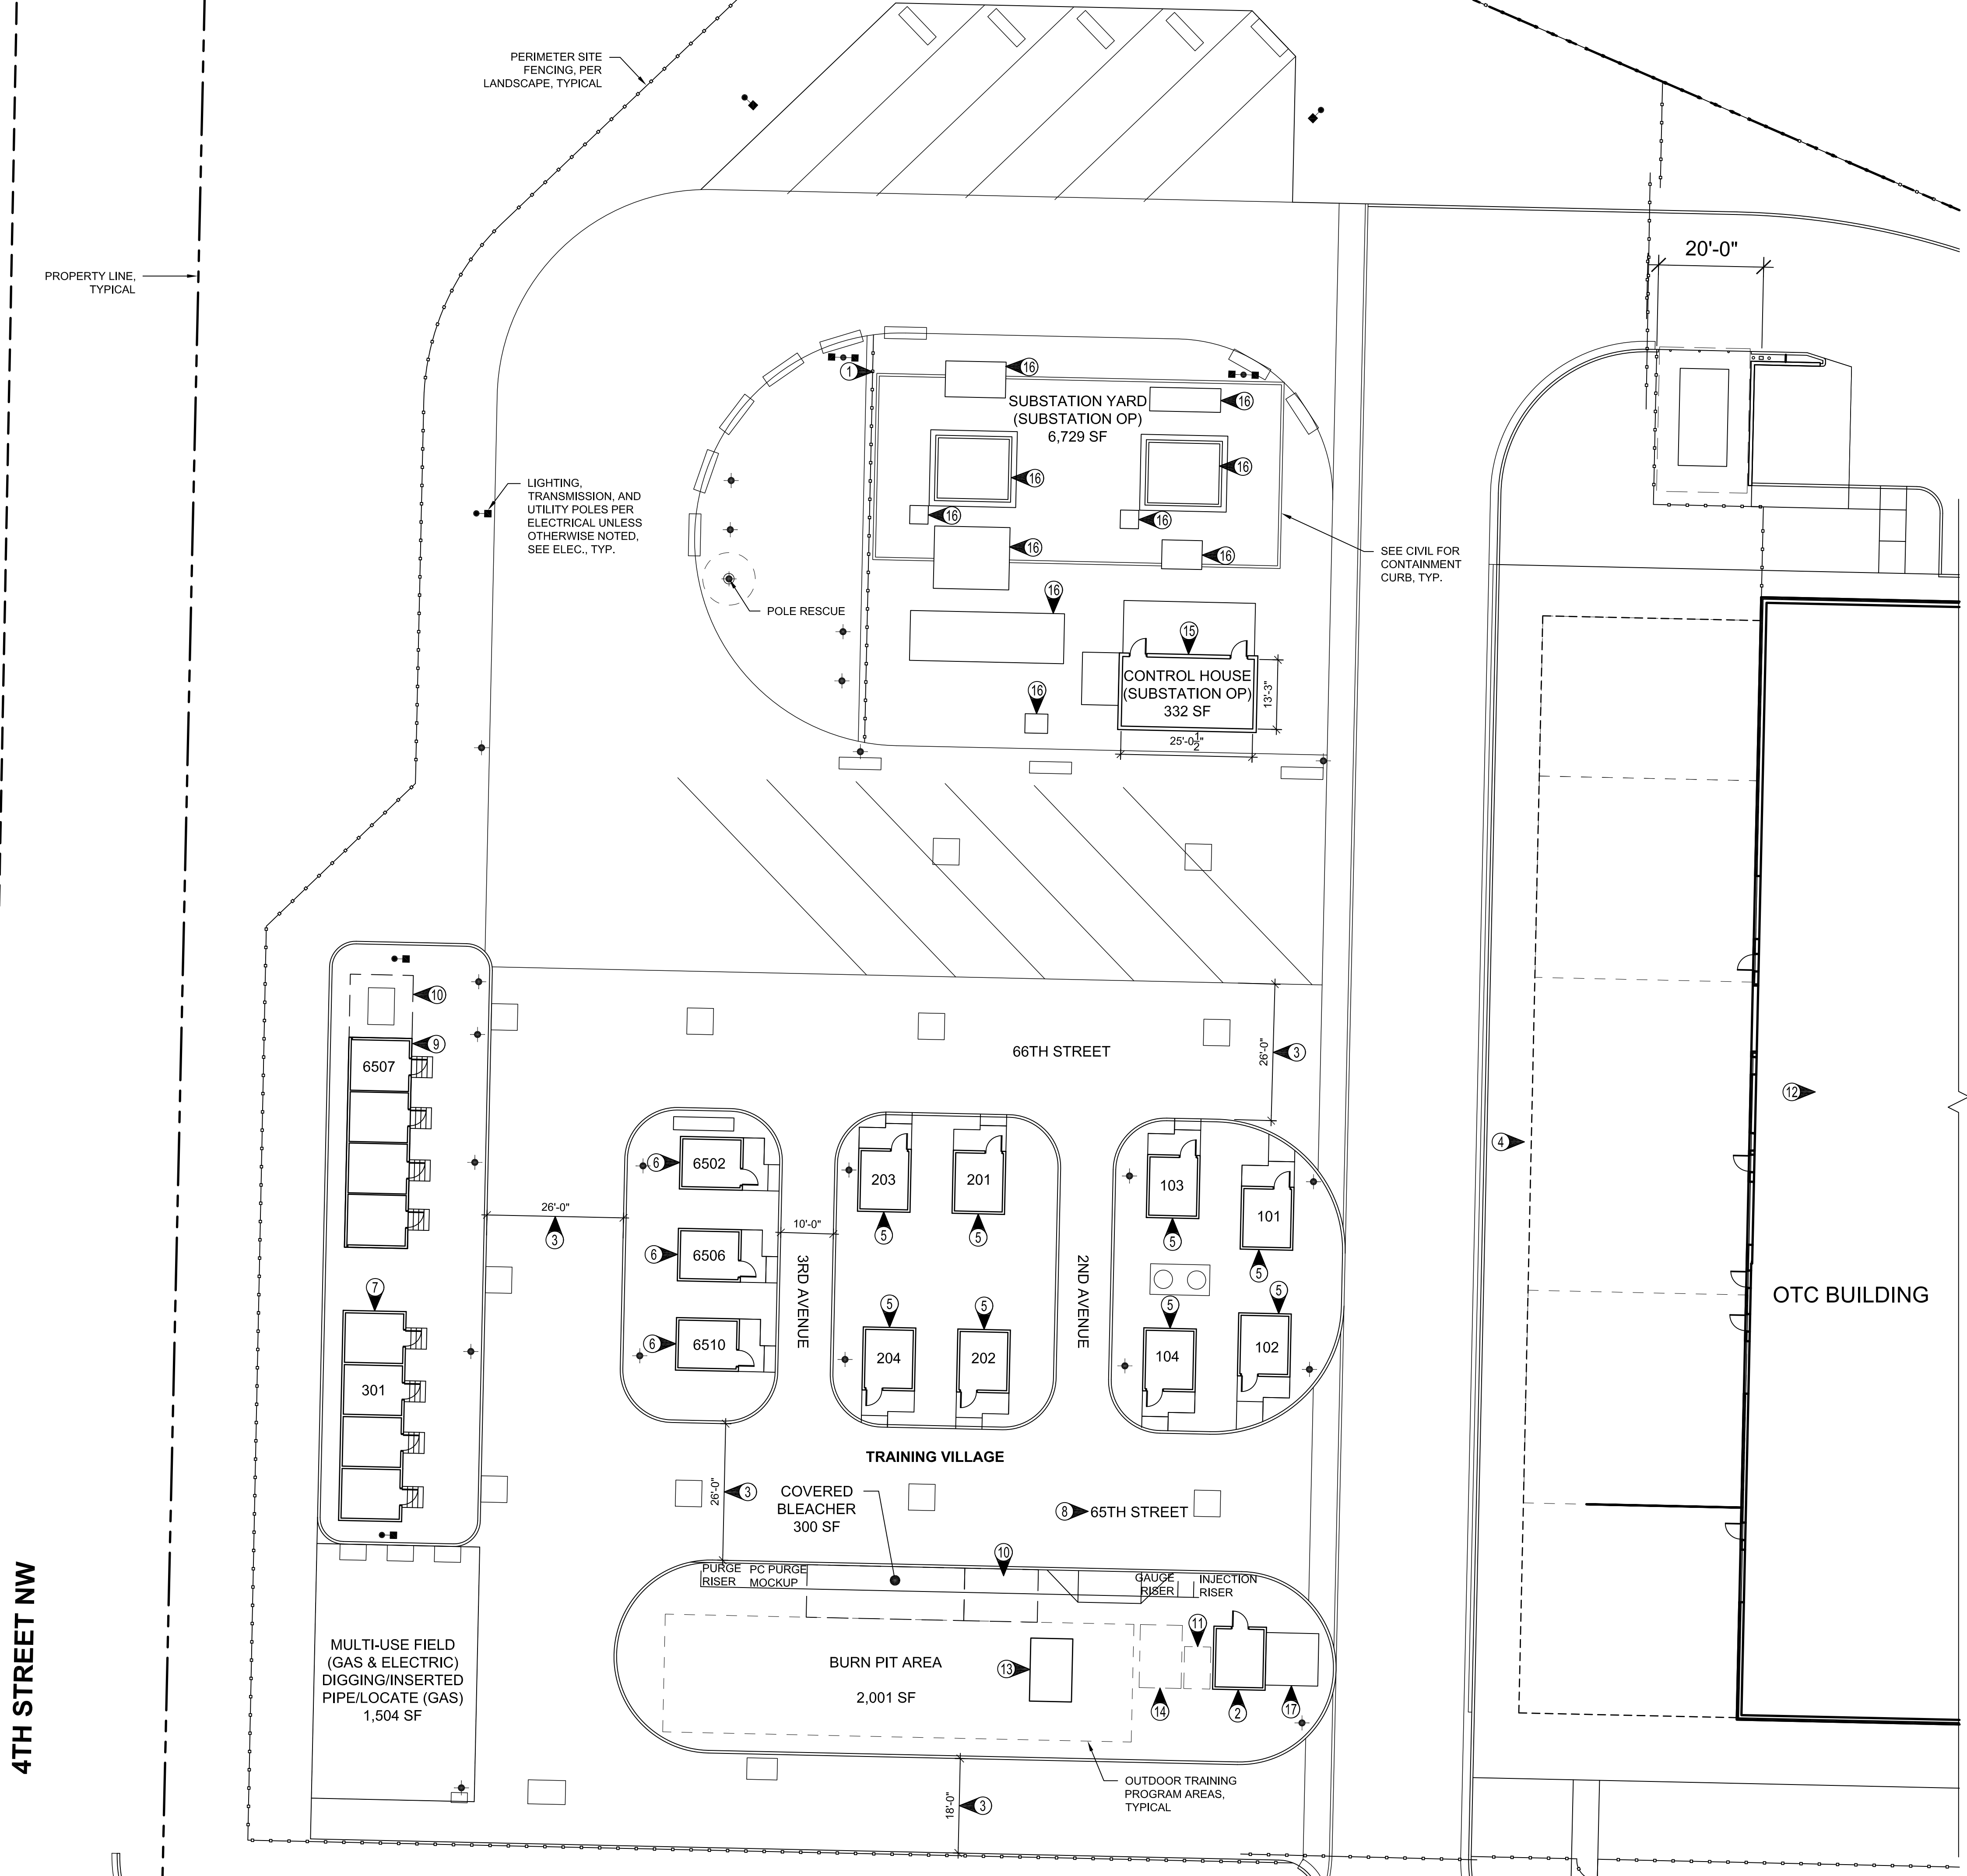 PERIMETER SITE
FENCING, PER
LANDSCAPE, TYPICAL
PROPERTY LINE,
TYPICAL
20'-0"
1
16
SUBSTATION YARD
(SUBSTATION OP)
6,729 SF
16
16
16
16
16
16
16
LIGHTING,
TRANSMISSION, AND
UTILITY POLES PER
ELECTRICAL UNLESS
OTHERWISE NOTED,
SEE ELEC., TYP.
SEE CIVIL FOR
CONTAINMENT
CURB, TYP.
POLE RESCUE
16
15
CONTROL HOUSE
(SUBSTATION OP)
332 SF
13'-3"
16
25'-0 1/2"
10
9
6507
66TH STREET
26'-0"
3
12
4
6
6502
203
201
103
101
5
5
5
5
26'-0"
3
10'-0"
6
6506
3RD AVENUE
2ND AVENUE
7
OTC BUILDING
5
5
5
5
6
6510
204
202
104
102
301
TRAINING VILLAGE
26'-0"
3
COVERED
BLEACHER
300 SF
8
65TH STREET
10
PURGE
RISER
PC PURGE
MOCKUP
GAUGE
RISER
INJECTION
RISER
4TH STREET NW
MULTI-USE FIELD
(GAS & ELECTRIC)
DIGGING/INSERTED
PIPE/LOCATE (GAS)
1,504 SF
BURN PIT AREA
2,001 SF
13
11
14
2
17
OUTDOOR TRAINING
PROGRAM AREAS,
TYPICAL
18'-0"
3